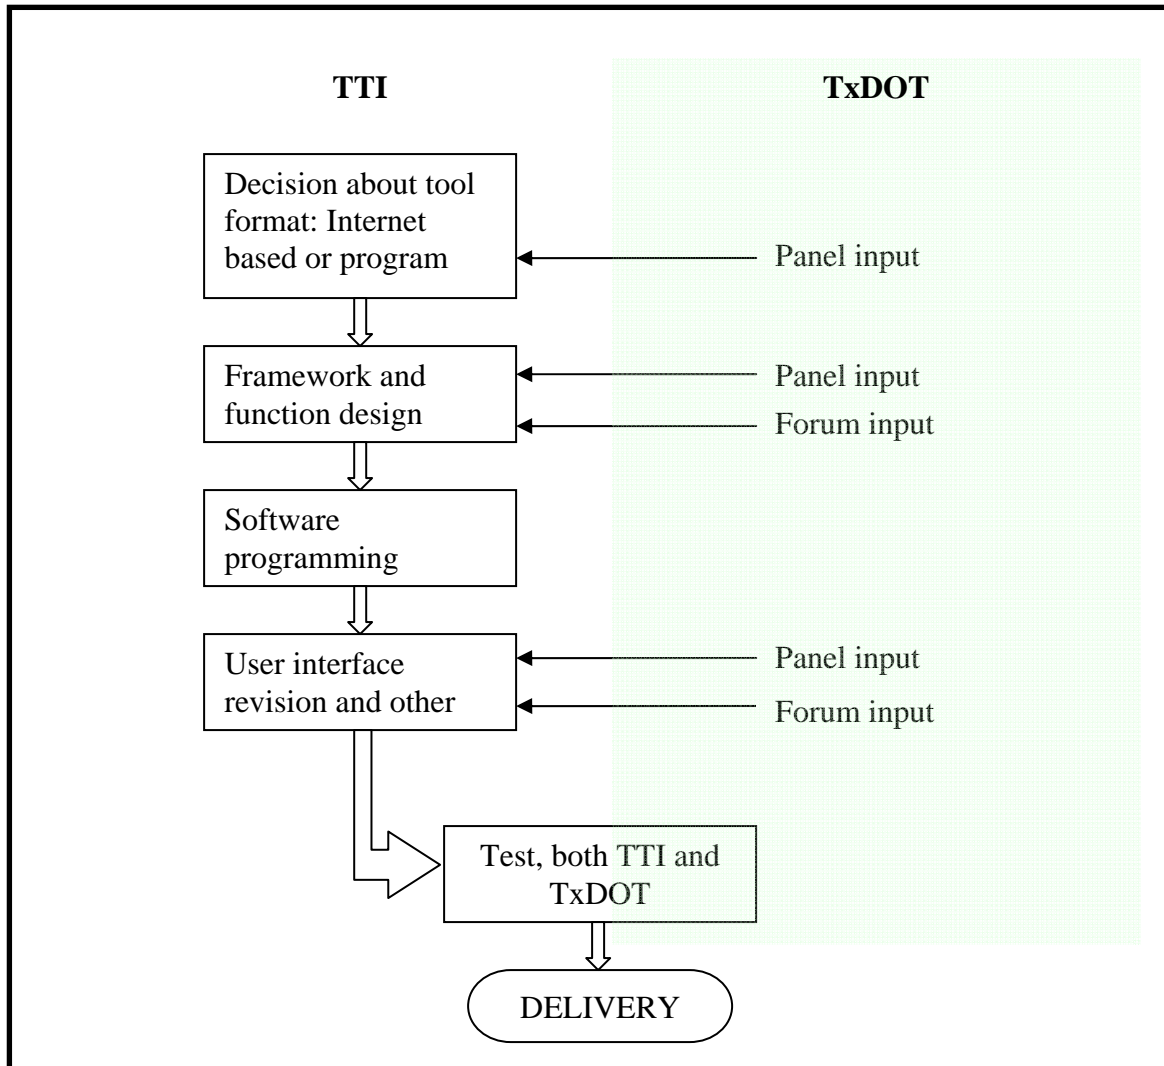 TTI
TxDOT
Decision about tool
format: Internet
based or program
Panel input
Framework and
function design
Panel input
Forum input
Software
programming
User interface
revision and other
Panel input
Forum input
Test, both TTI and
TxDOT
DELIVERY